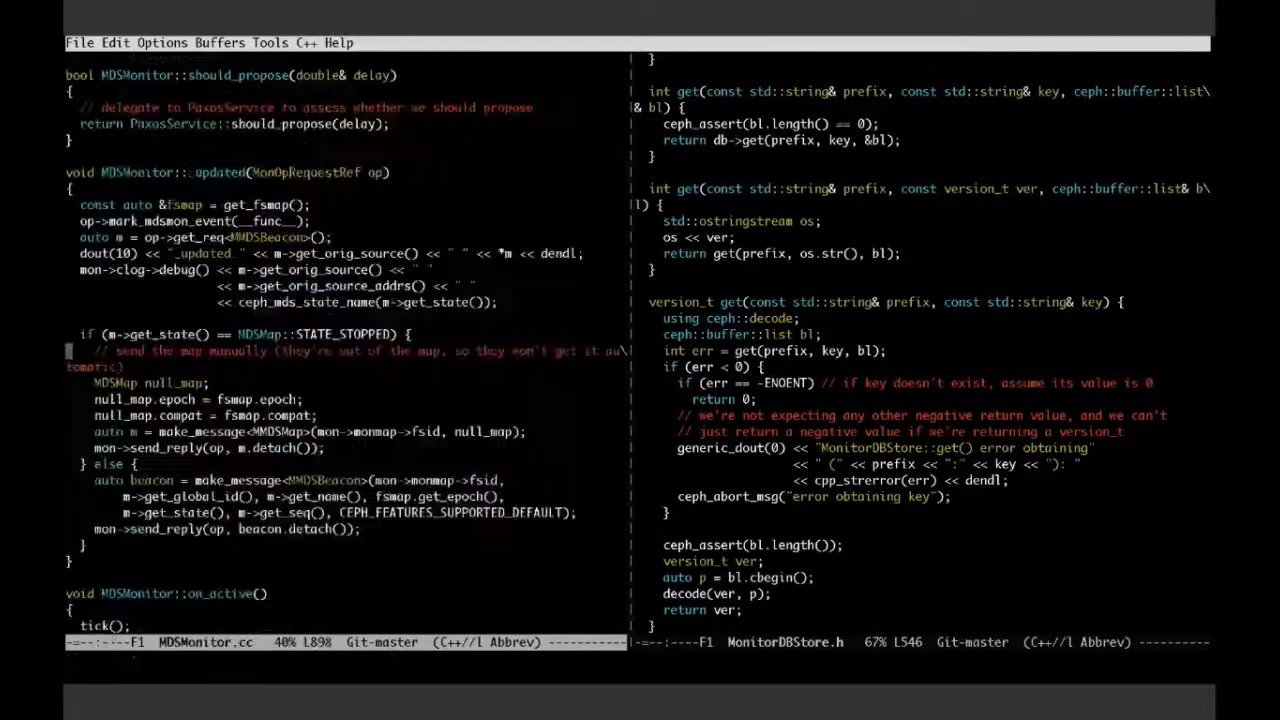 File Edit Options Buffers Tools C++ Help
bool MDSMonitor::should_propose(double& delay)
{
// delegate to PaxosService to assess whether we should propose
return PaxosService::should_propose(delay);
}
void MDSMonitor::_updated(MonOpRequestRef op)
{
const auto &fsmap = get_fsmap();
op->mark_mdsmon_event(__func__);
auto m = op->get_req<MMDSBeacon>();
dout(10) << "_updated " << m->get_orig_source() << " " << *m << dendl;
mon->clog->debug() << m->get_orig_source() << " "
<< m->get_orig_source_addrs() << " "
<< ceph_mds_state_name(m->get_state());
if (m->get_state() == MDSMap::STATE_STOPPED) {
// send the map manually (they're out of the map, so they won't get it au\
tomatic)
MDSMap null_map;
null_map.epoch = fsmap.epoch;
null_map.compat = fsmap.compat;
auto m = make_message<MMDSMap>(mon->monmap->fsid, null_map);
mon->send_reply(op, m.detach());
} else {
auto beacon = make_message<MMDSBeacon>(mon->monmap->fsid,
m->get_global_id(), m->get_name(), fsmap.get_epoch(),
m->get_state(), m->get_seq(), CEPH_FEATURES_SUPPORTED_DEFAULT);
mon->send_reply(op, beacon.detach());
}
}
void MDSMonitor::on_active()
{
tick();
-=--:----F1  MDSMonitor.cc   40% L898  Git-master  (C++//l Abbrev) -----------
}
int get(const std::string& prefix, const std::string& key, ceph::buffer::list\
& bl) {
ceph_assert(bl.length() == 0);
return db->get(prefix, key, &bl);
}
int get(const std::string& prefix, const version_t ver, ceph::buffer::list& b\
l) {
std::ostringstream os;
os << ver;
return get(prefix, os.str(), bl);
}
version_t get(const std::string& prefix, const std::string& key) {
using ceph::decode;
ceph::buffer::list bl;
int err = get(prefix, key, bl);
if (err < 0) {
if (err == -ENOENT) // if key doesn't exist, assume its value is 0
return 0;
// we're not expecting any other negative return value, and we can't
// just return a negative value if we're returning a version_t
generic_dout(0) << "MonitorDBStore::get() error obtaining"
<< " (" << prefix << ":" << key << "): "
<< cpp_strerror(err) << dendl;
ceph_abort_msg("error obtaining key");
}
ceph_assert(bl.length());
version_t ver;
auto p = bl.cbegin();
decode(ver, p);
return ver;
}
-=--:----F1  MonitorDBStore.h   67% L546  Git-master  (C++//l Abbrev) ----------